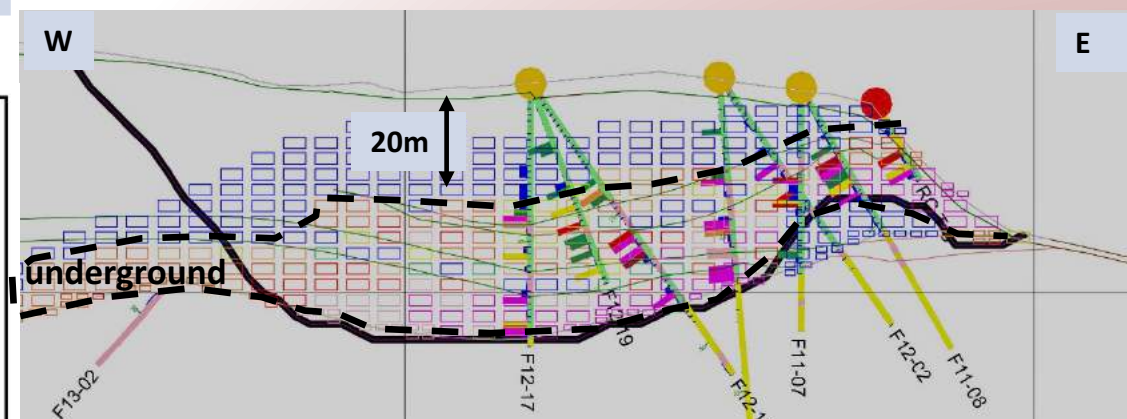 W
E
20m
underground
F13-02
F12-17
F11-07
F12-C2
F11-08